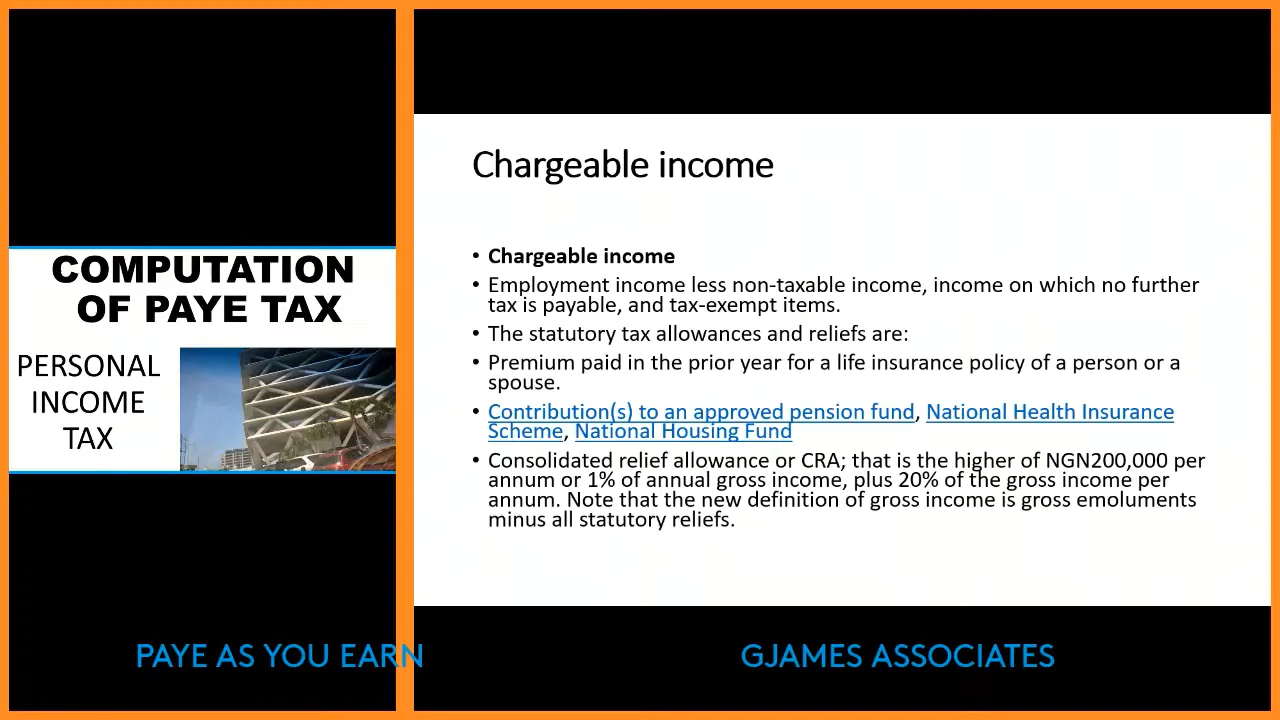 COMPUTATION
OF PAYE TAX
PERSONAL
INCOME
TAX
Chargeable income
• Chargeable income
• Employment income less non-taxable income, income on which no further
tax is payable, and tax-exempt items.
• The statutory tax allowances and reliefs are:
• Premium paid in the prior year for a life insurance policy of a person or a
spouse.
• Contribution(s) to an approved pension fund, National Health Insurance
Scheme, National Housing Fund
• Consolidated relief allowance or CRA; that is the higher of NGN200,000 per
annum or 1% of annual gross income, plus 20% of the gross income per
annum. Note that the new definition of gross income is gross emoluments
minus all statutory reliefs.
PAYE AS YOU EARN
GJAMES ASSOCIATES